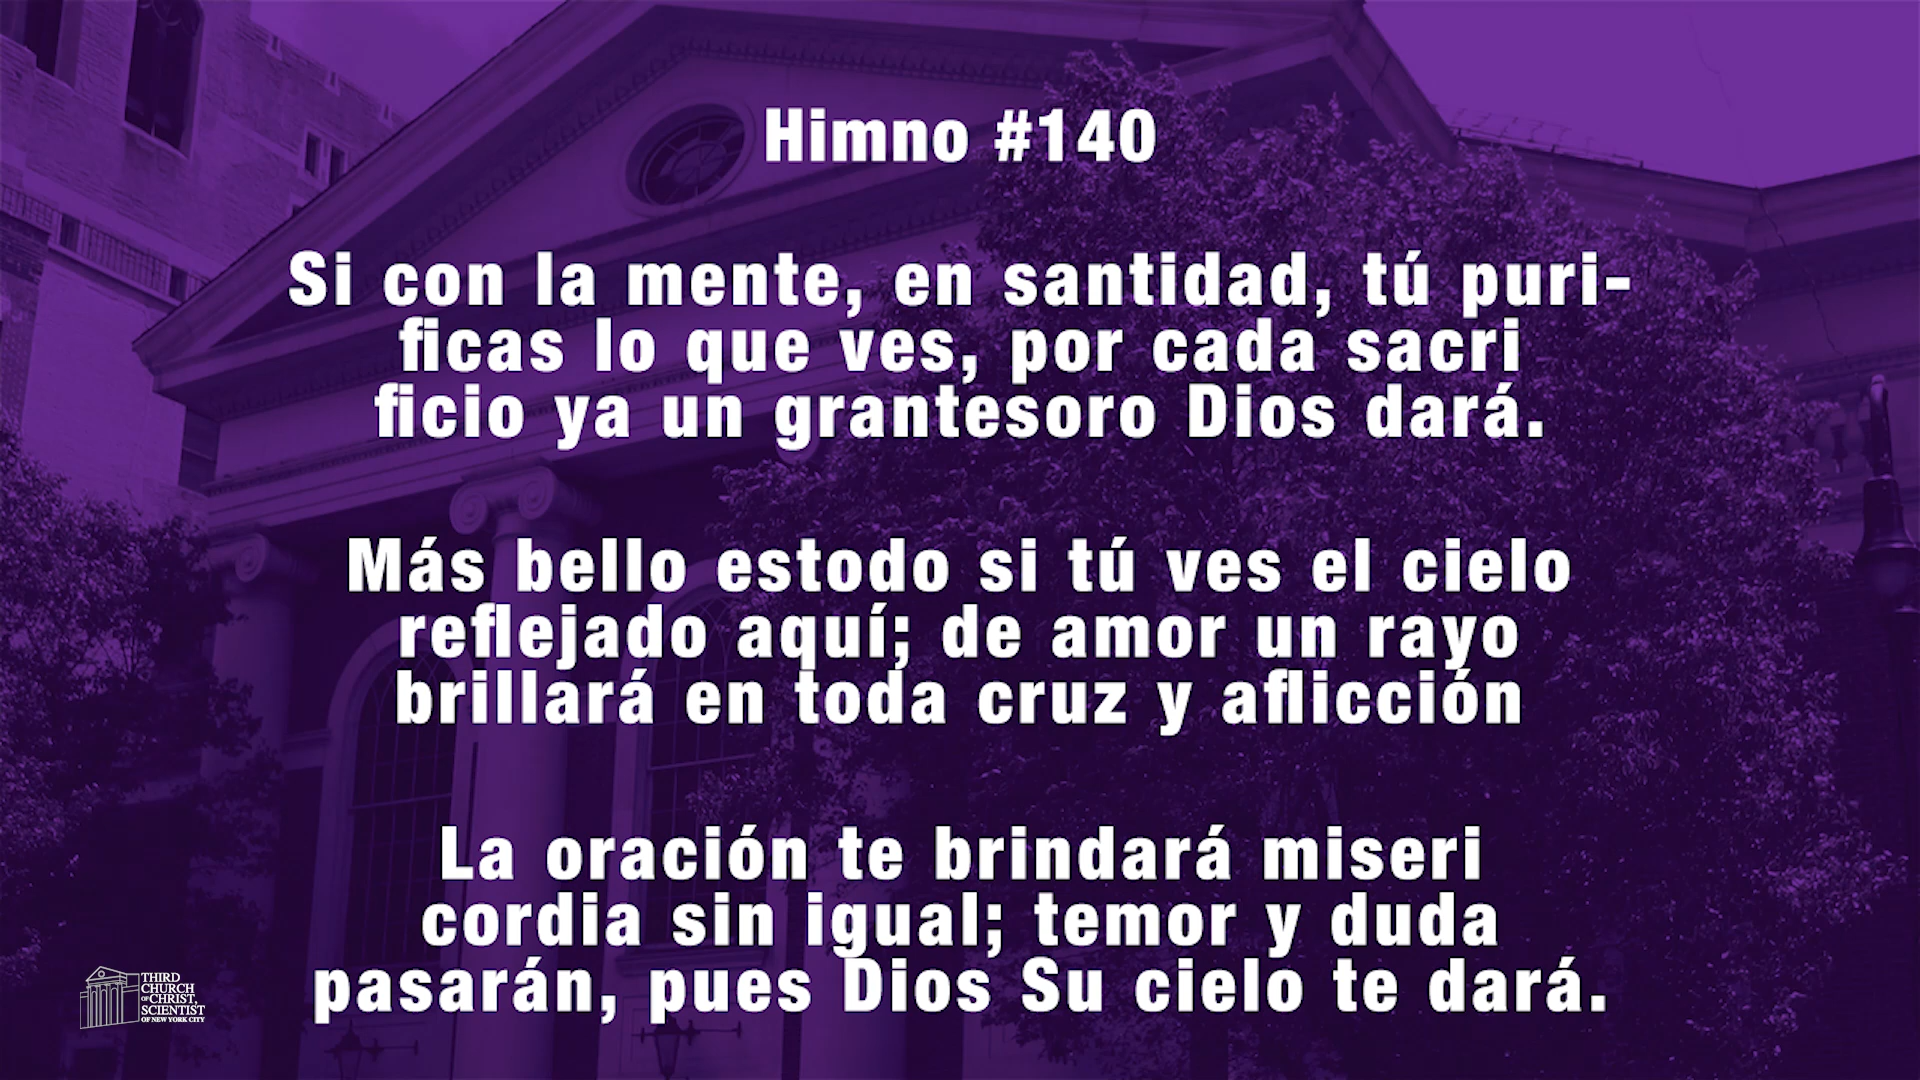 Himno #140
Si con la mente, en santidad, tú puri-
ficas lo que ves, por cada sacri
ficio ya un grantesoro Dios dará.
Más bello estodo si tú ves el cielo
reflejado aquí; de amor un rayo
brillará en toda cruz y aflicción
La oración te brindará miseri
cordia sin igual; temor y duda
pasarán, pues Dios Su cielo te dará.
THIRD
CHURCH
OF CHRIST,
SCIENTIST
OF NEW YORK CITY